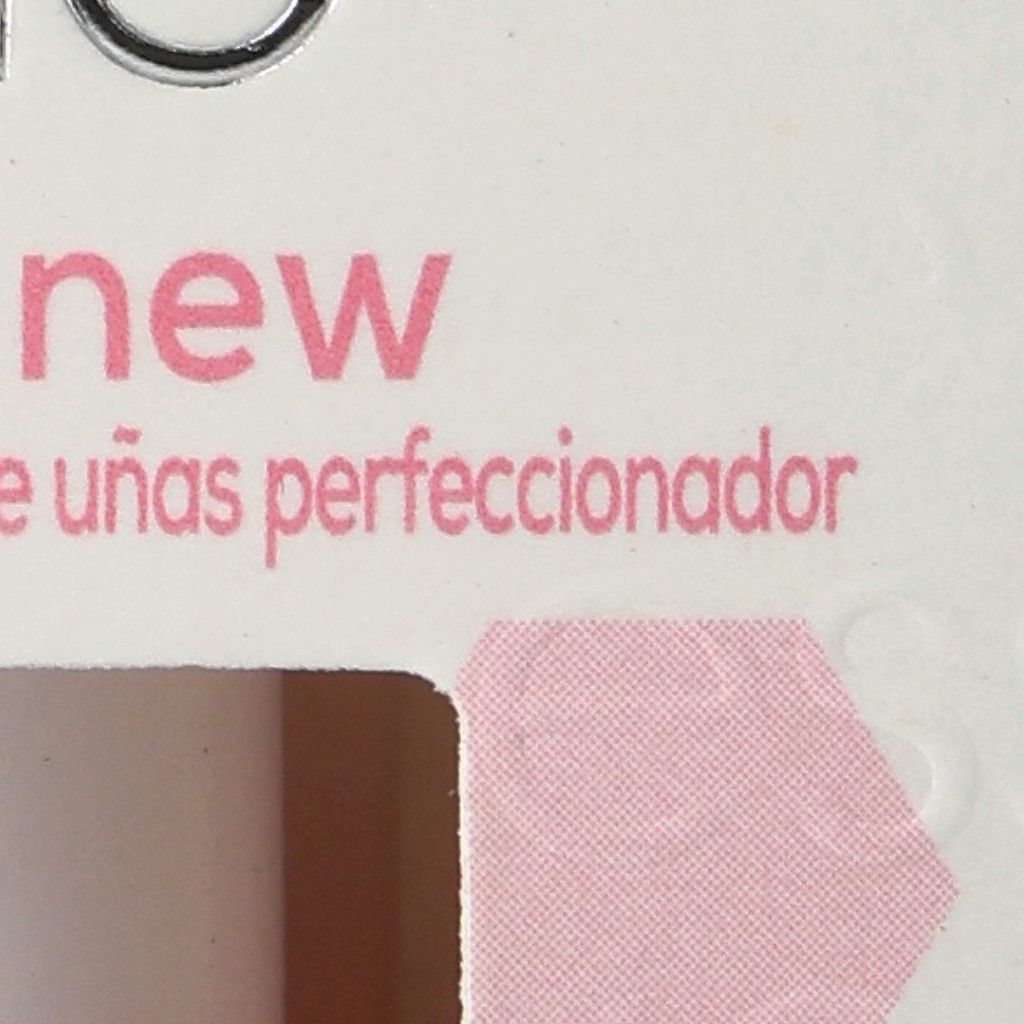 new
e uñas perfeccionador